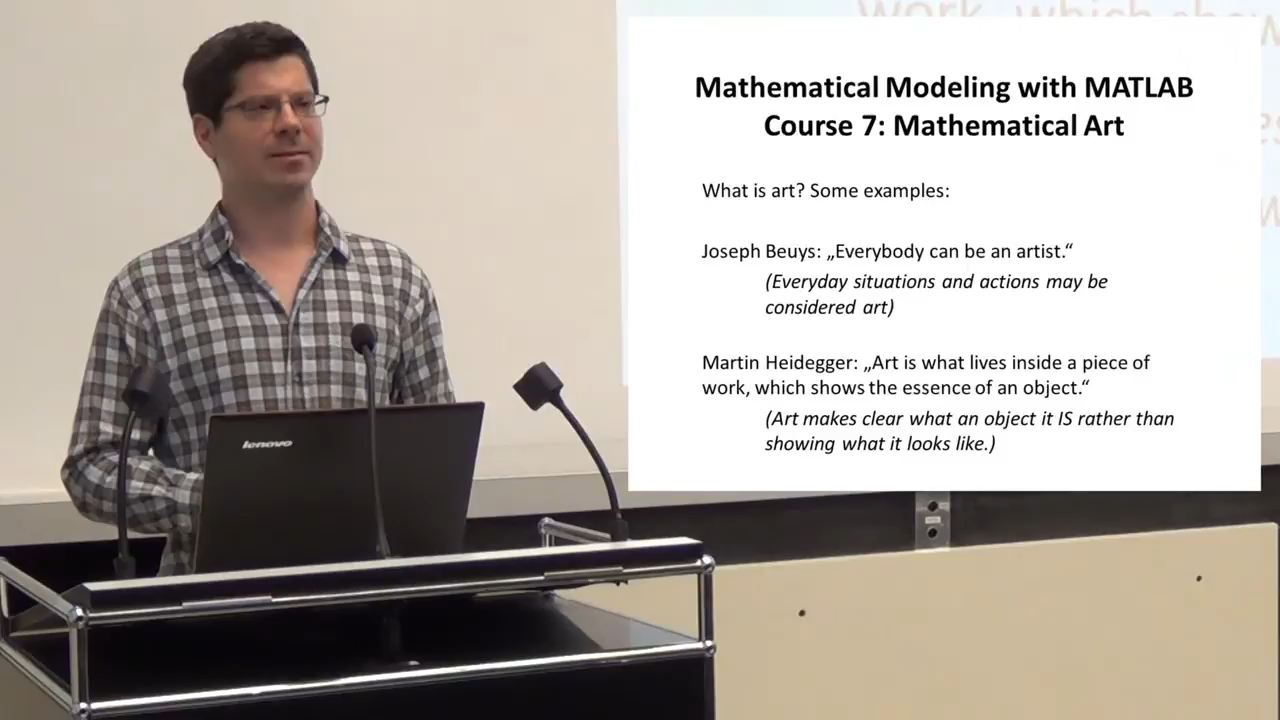 work, which show
Mathematical Modeling with MATLAB
Course 7: Mathematical Art
What is art? Some examples:
Joseph Beuys: „Everybody can be an artist.“
(Everyday situations and actions may be
considered art)
Martin Heidegger: „Art is what lives inside a piece of
work, which shows the essence of an object.“
(Art makes clear what an object it IS rather than
showing what it looks like.)
lenovo